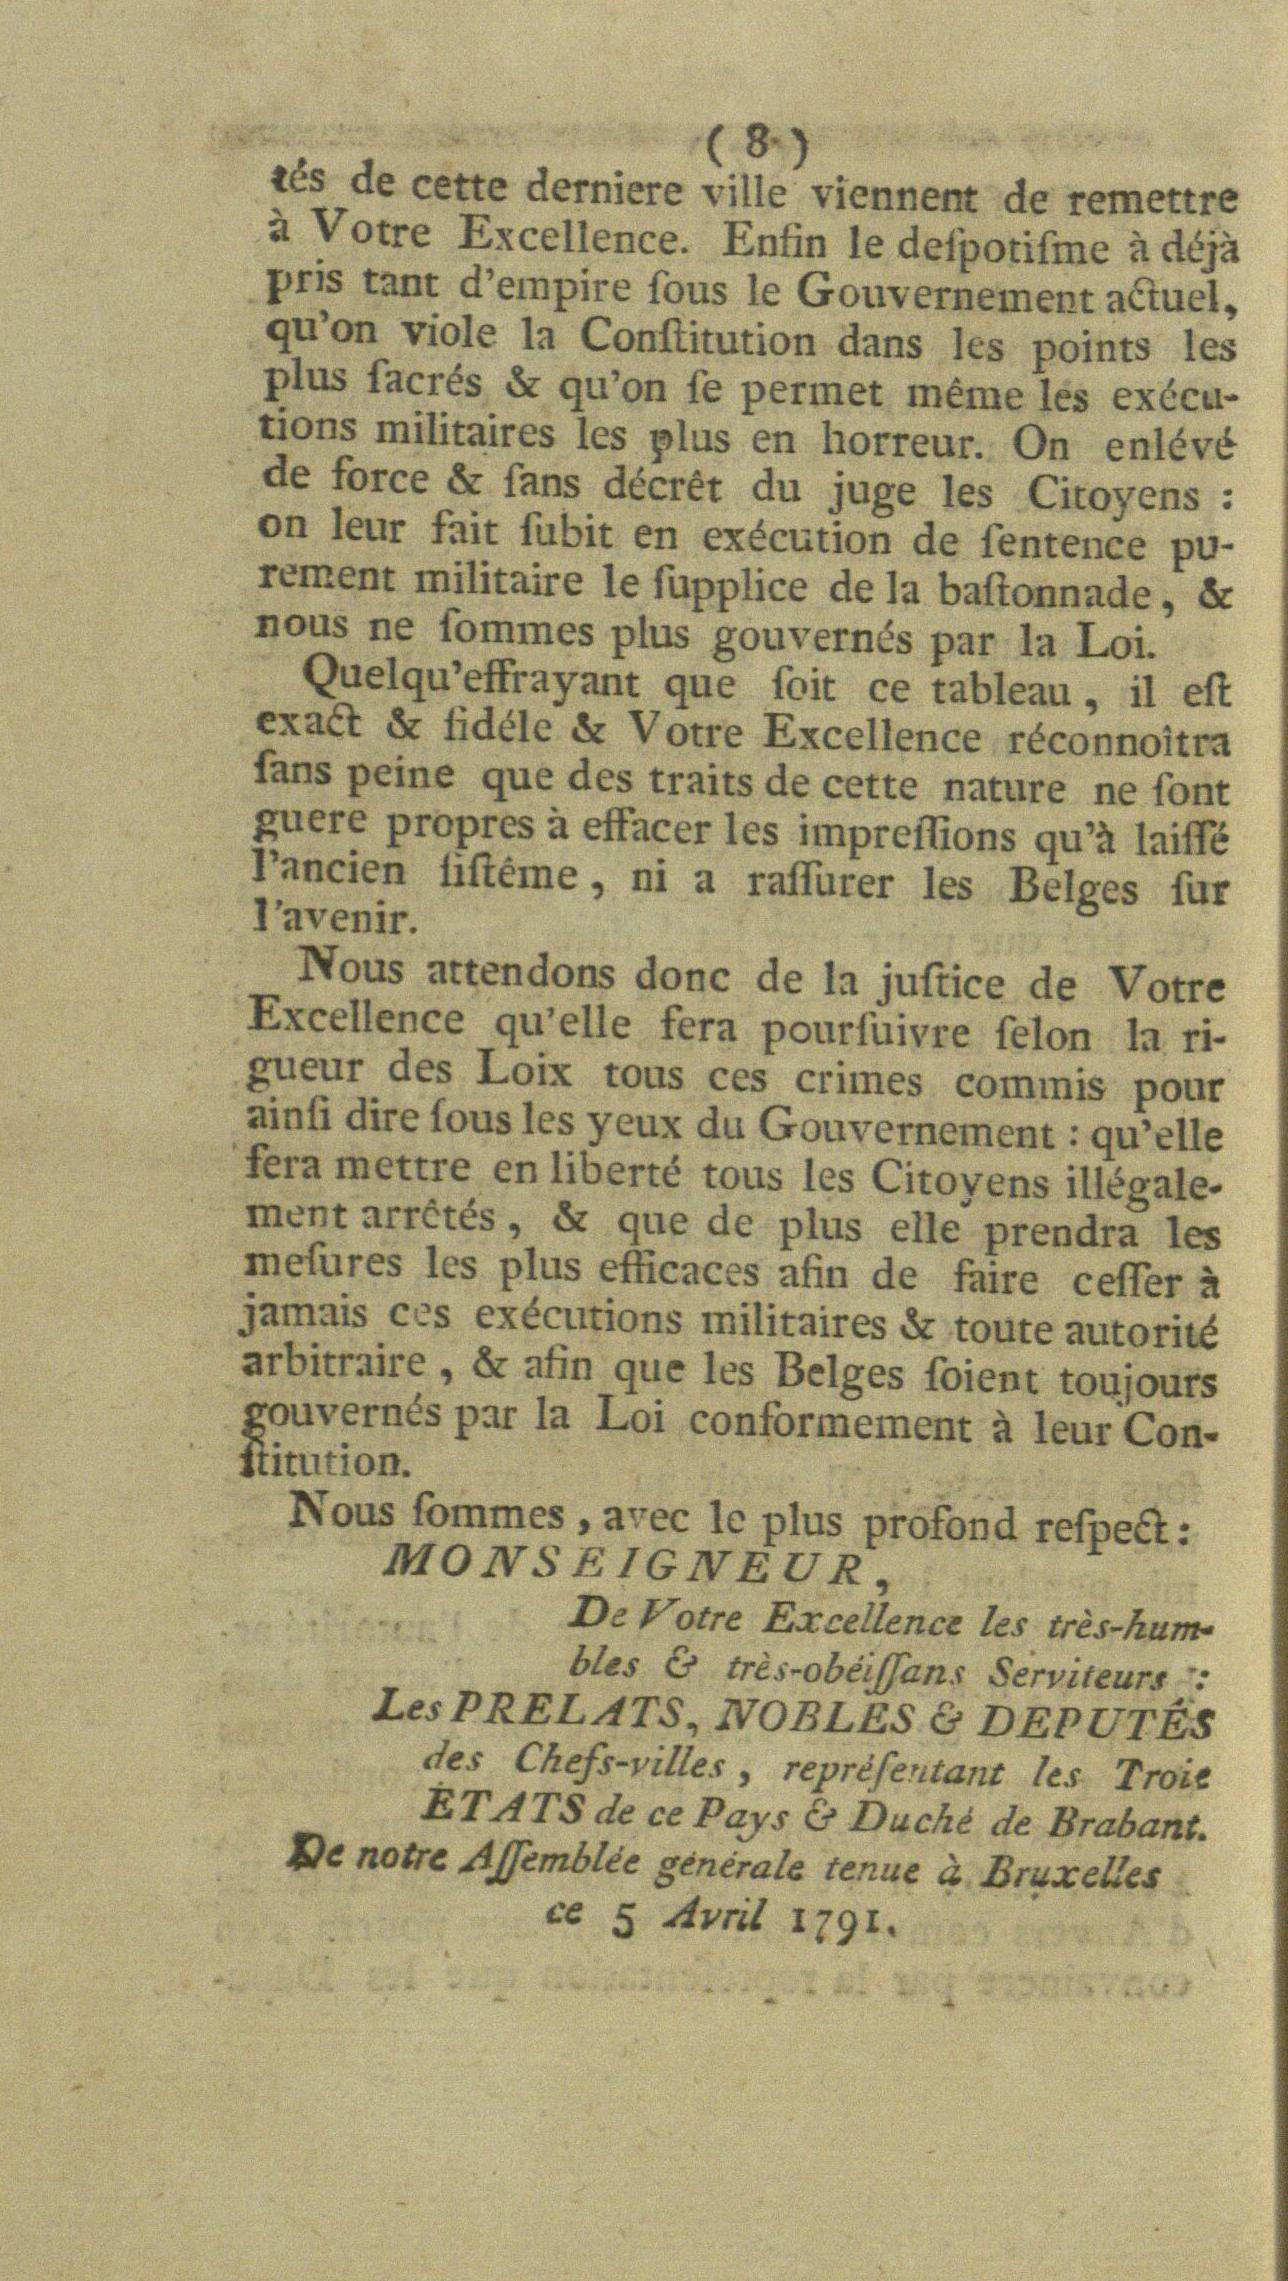 ( 8 )
tés de cette derniere ville viennent de remettre
à Votre Excellence. Enfin le deſpotiſme à déjà
pris tant d'empire ſous le Gouvernement actuel,
qu'on viole la Conſtitution dans les points les
plus ſacrés & qu'on ſe permet même les exécu-
tions militaires les plus en horreur. On enlévé
de force & ſans décrêt du juge les Citoyens :
on leur fait ſubit en exécution de ſentence pu-
rement militaire le ſupplice de la baſtonnade, &
nous ne ſommes plus gouvernés par la Loi.
Quelqu'effrayant que ſoit ce tableau, il eſt
exact & fidéle & Votre Excellence réconnoîtra
ſans peine que des traits de cette nature ne ſont
guere propres à effacer les impreſſions qu'à laiſſé
l'ancien ſiſtême, ni a raſſurer les Belges ſur
l'avenir.
Nous attendons donc de la juſtice de Votre
Excellence qu'elle fera pourſuivre ſelon la ri-
gueur des Loix tous ces crimes commis pour
ainſi dire ſous les yeux du Gouvernement : qu'elle
fera mettre en liberté tous les Citoyens illégale-
ment arrêtés, & que de plus elle prendra les
meſures les plus efficaces afin de faire ceſſer à
jamais ces exécutions militaires & toute autorité
arbitraire, & afin que les Belges ſoient toujours
gouvernés par la Loi conformement à leur Con-
ſtitution.
Nous ſommes, avec le plus profond reſpect :
MONSEIGNEUR,
De Votre Excellence les très-hum-
bles & très-obéiſſans Serviteurs :
Les PRELATS, NOBLES & DEPUTÉS
des Chefs-villes, repréſentant les Trois
ÉTATS de ce Pays & Duché de Brabant.
De notre Aſſemblée générale tenue à Bruxelles
ce 5 Avril 1791.